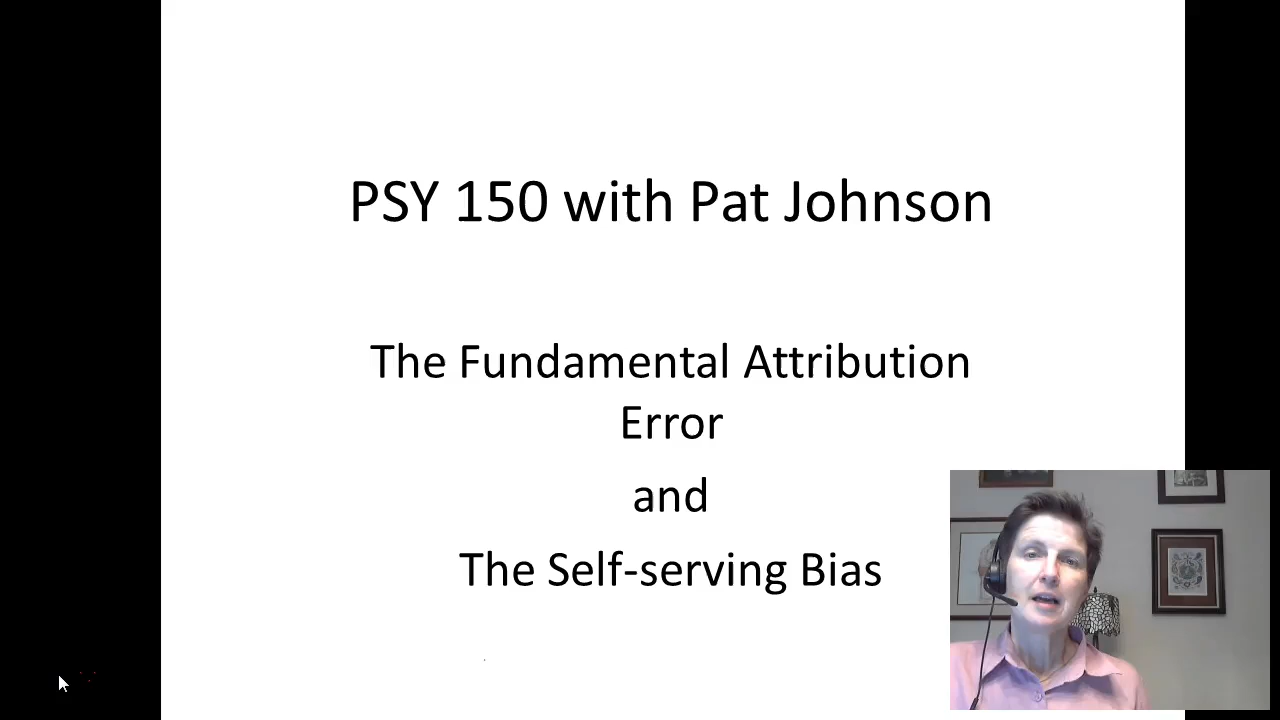 PSY 150 with Pat Johnson
The Fundamental Attribution
Error
and
The Self-serving Bias